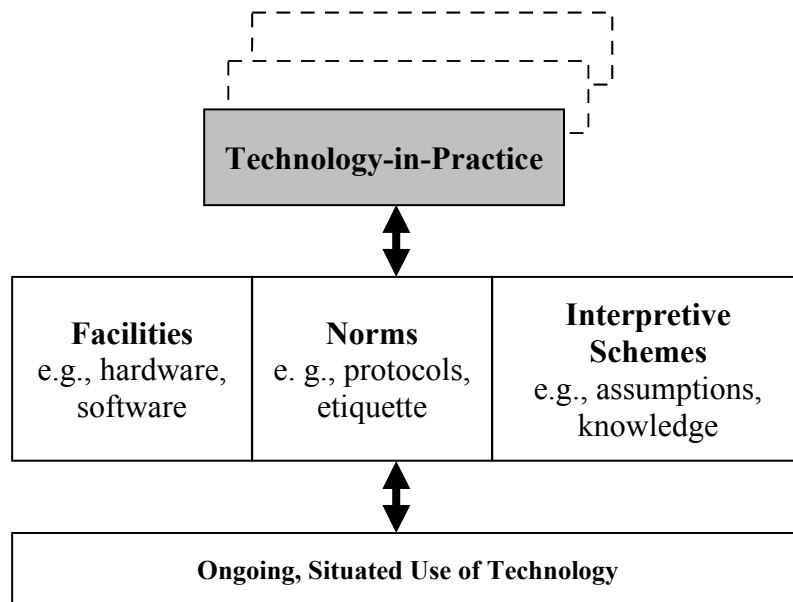 Technology-in-Practice
Facilities
e.g., hardware,
software
Norms
e. g., protocols,
etiquette
Interpretive
Schemes
e.g., assumptions,
knowledge
Ongoing, Situated Use of Technology